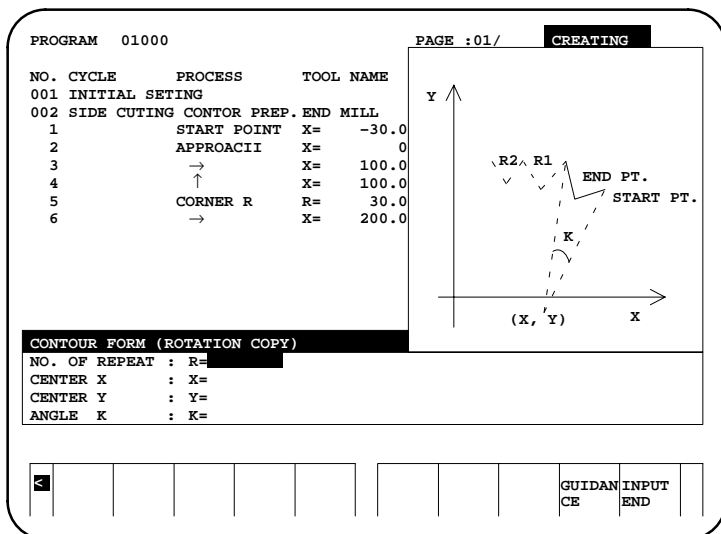 PROGRAM 01000 PAGE :01/ CREATING
NO. CYCLE PROCESS TOOL NAME
001 INITIAL SETING
002 SIDE CUTING CONTOR PREP. END MILL
1 START POINT X= -30.0
2 APPROACII X= 0
3 → X= 100.0
4 ↑ X= 100.0
5 CORNER R R= 30.0
6 → X= 200.0
Y
R2 R1
END PT.
START PT.
K
(X, Y)
X
CONTOUR FORM (ROTATION COPY)
NO. OF REPEAT : R=
CENTER X : X=
CENTER Y : Y=
ANGLE K : K=
< GUIDAN INPUT
CE END